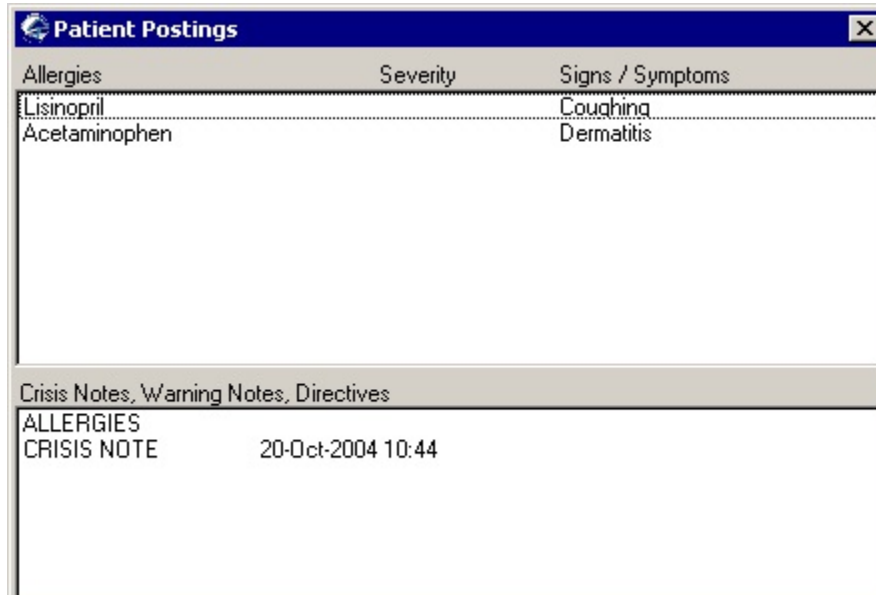 Patient Postings
Allergies Severity Signs / Symptoms
Lisinopril Coughing
Acetaminophen Dermatitis
Crisis Notes, Warning Notes, Directives
ALLERGIES
CRISIS NOTE 20-Oct-2004 10:44